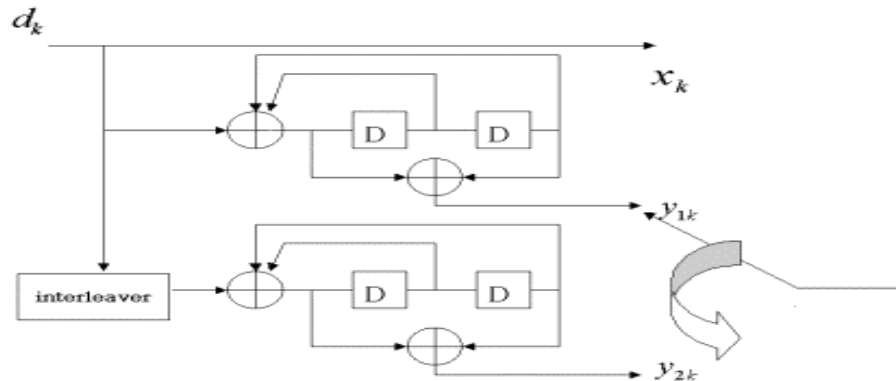 dₖ
xₖ
D D
y₁ₖ
interleaver
D D
y₂ₖ